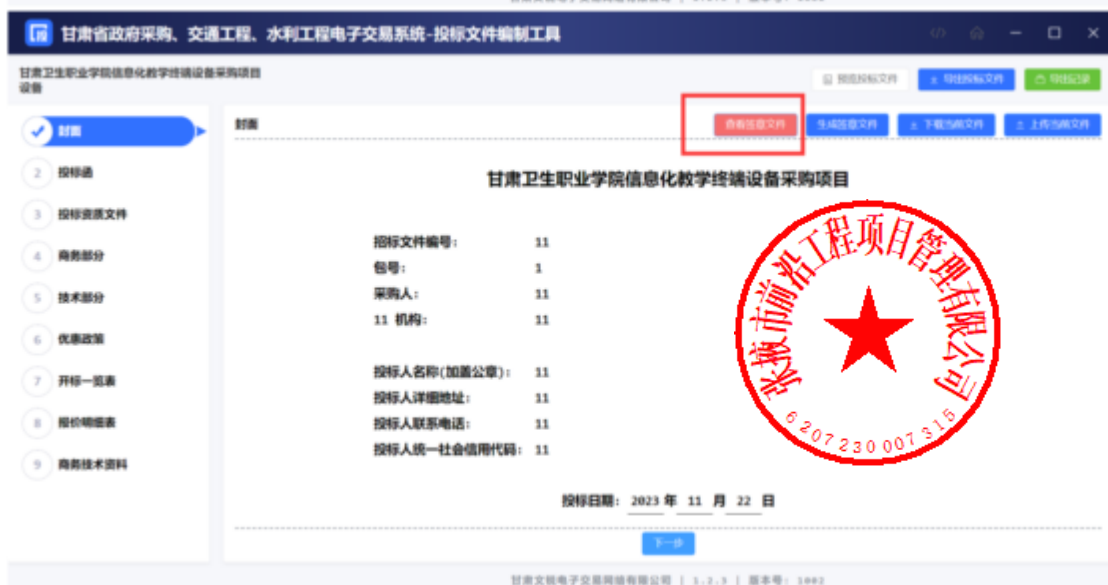 甘肃省政府采购、交通工程、水利工程电子交易系统-投标文件编制工具
甘肃卫生职业学院信息化教学终端设备采购项目
设备
预览投标文件
导出投标文件
导出记录
封面
查看签章文件
生成签章文件
下载当前文件
上传当前文件
封面
2 投标函
3 投标资质文件
4 商务部分
5 技术部分
6 优惠政策
7 开标一览表
8 报价明细表
9 商务技术资料
甘肃卫生职业学院信息化教学终端设备采购项目
招标文件编号: 11
包号: 1
采购人: 11
11 机构: 11
投标人名称(加盖公章): 11
投标人详细地址: 11
投标人联系电话: 11
投标人统一社会信用代码: 11
张掖市前沿工程项目管理有限公司
6207230007315
投标日期: 2023 年 11 月 22 日
下一步
甘肃文锐电子交易网络有限公司 | 1.2.3 | 版本号: 1002